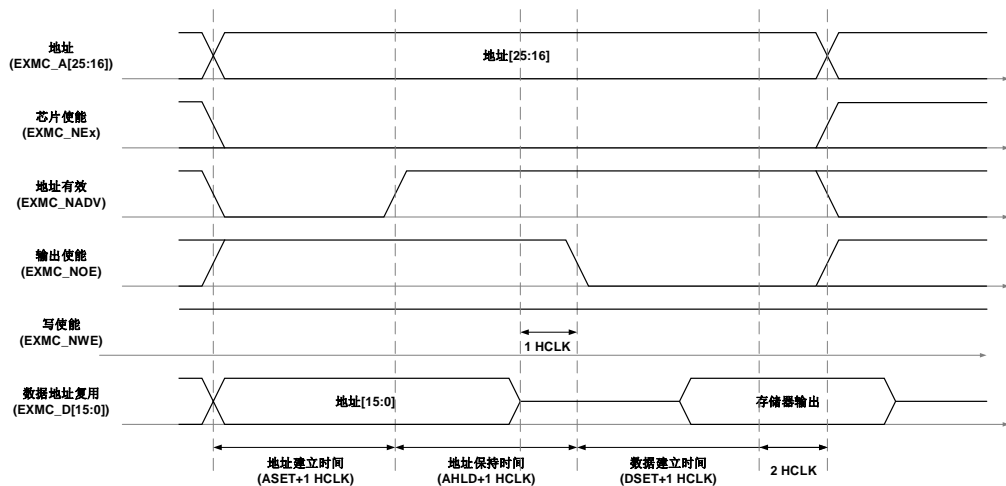 地址
(EXMC_A[25:16])
地址[25:16]
芯片使能
(EXMC_NEx)
地址有效
(EXMC_NADV)
输出使能
(EXMC_NOE)
写使能
(EXMC_NWE)
1 HCLK
数据地址复用
(EXMC_D[15:0])
地址[15:0]
存储器输出
地址建立时间
(ASET+1 HCLK)
地址保持时间
(AHLD+1 HCLK)
数据建立时间
(DSET+1 HCLK)
2 HCLK